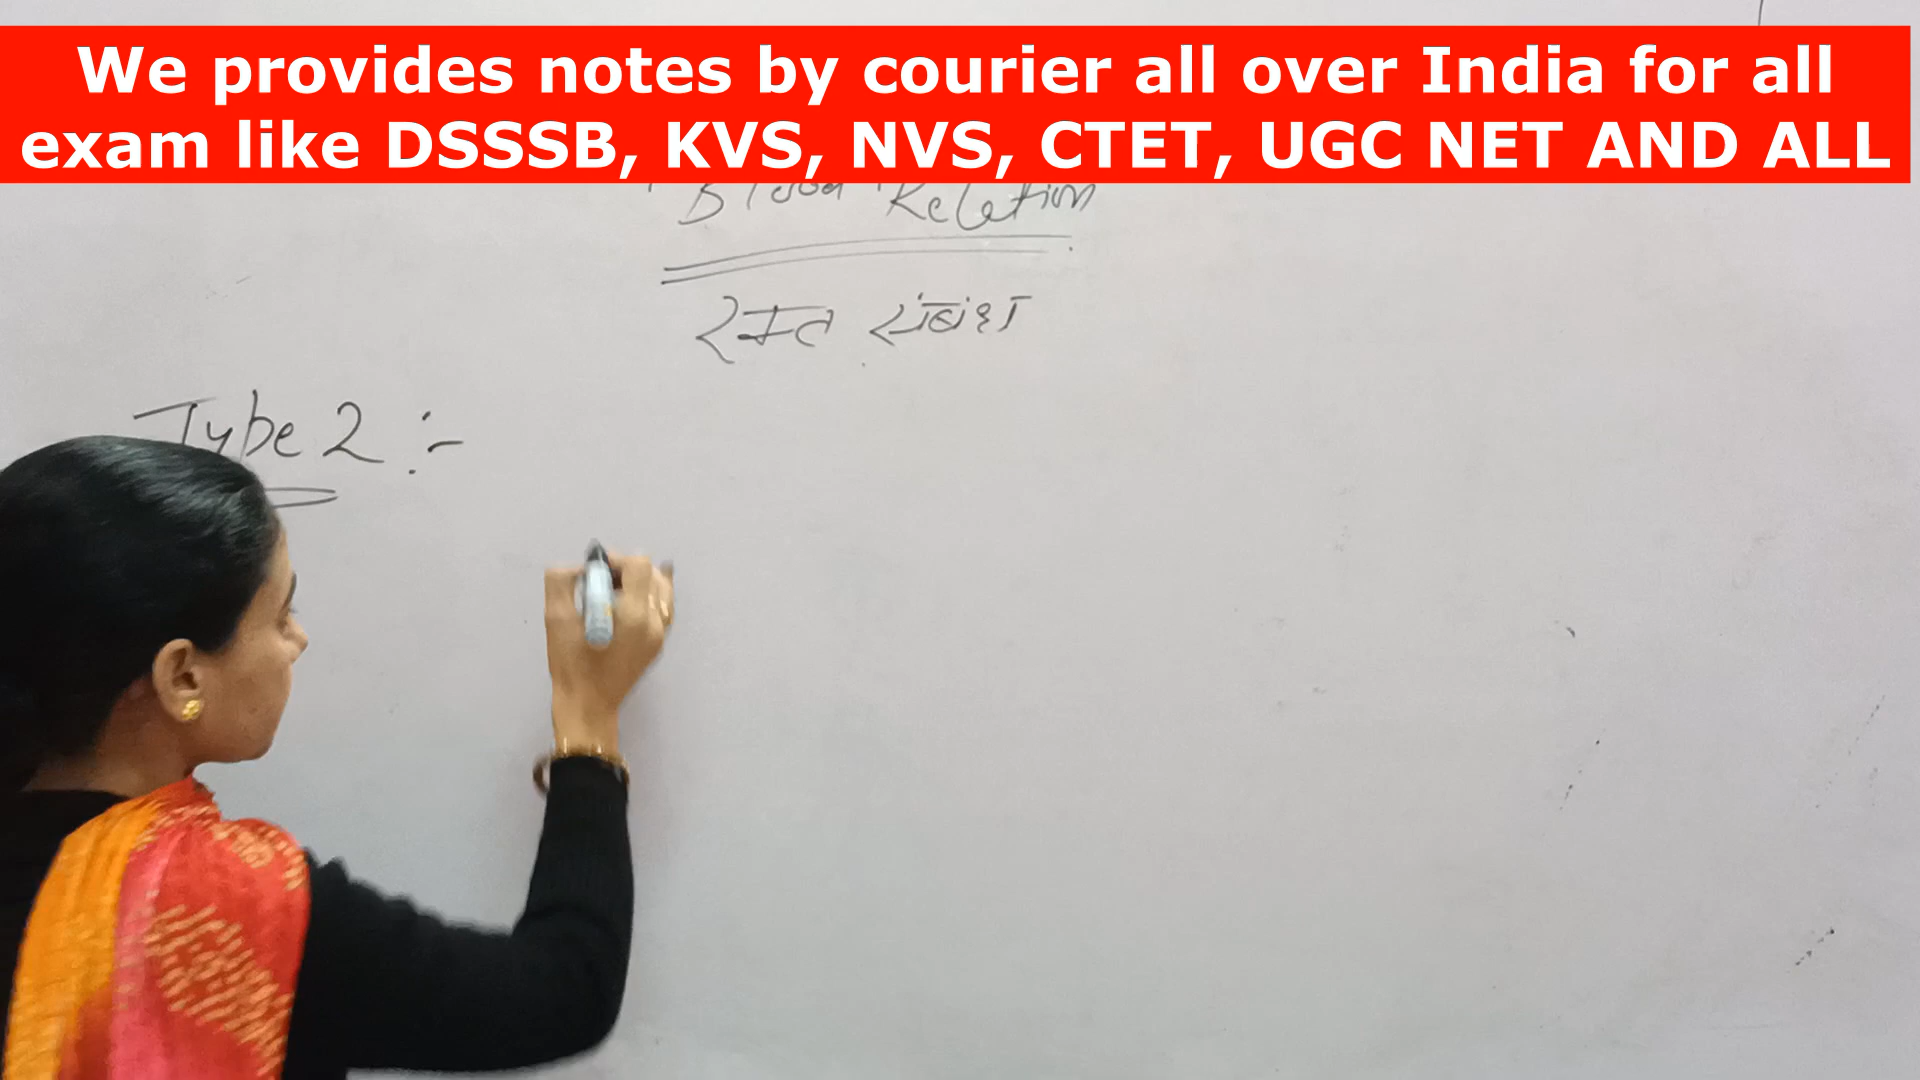 We provides notes by courier all over India for all
exam like DSSSB, KVS, NVS, CTET, UGC NET AND ALL
Blood Relation
रक्त संबंध
Type 2 :-